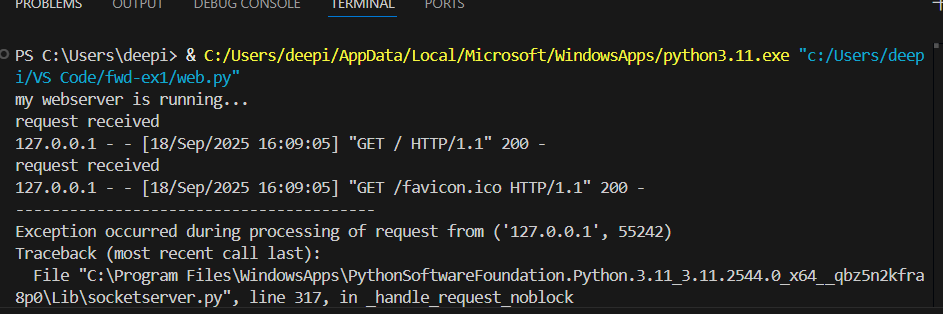 PROBLEMS OUTPUT DEBUG CONSOLE TERMINAL PORTS
PS C:\Users\deepi> & C:/Users/deepi/AppData/Local/Microsoft/WindowsApps/python3.11.exe "c:/Users/deep
i/VS Code/fwd-ex1/web.py"
my webserver is running...
request received
127.0.0.1 - - [18/Sep/2025 16:09:05] "GET / HTTP/1.1" 200 -
request received
127.0.0.1 - - [18/Sep/2025 16:09:05] "GET /favicon.ico HTTP/1.1" 200 -
----------------------------------------
Exception occurred during processing of request from ('127.0.0.1', 55242)
Traceback (most recent call last):
  File "C:\Program Files\WindowsApps\PythonSoftwareFoundation.Python.3.11_3.11.2544.0_x64__qbz5n2kfra
8p0\Lib\socketserver.py", line 317, in _handle_request_noblock